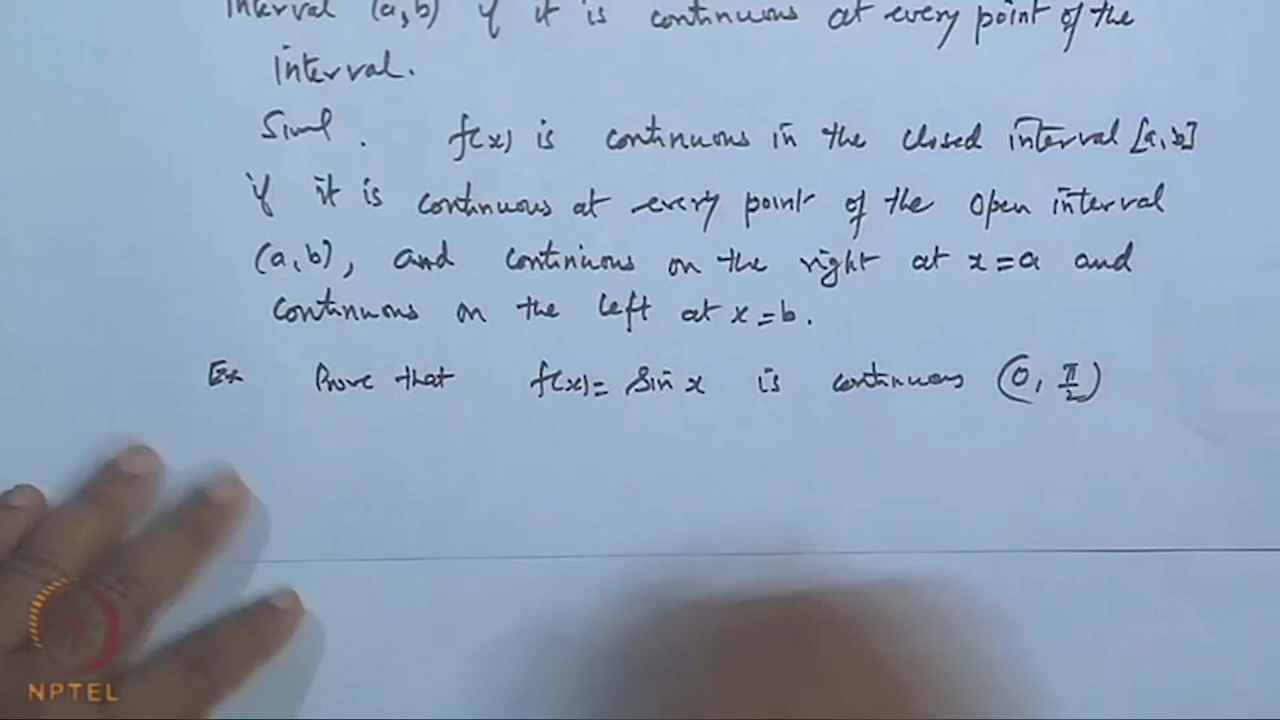 interval (a,b) if it is continuous at every point of the
interval.
Siml. f(x) is continuous in the closed interval [a,b]
if it is continuous at every point of the open interval
(a,b), and continuous on the right at x=a and
continuous on the left at x=b.
Ex Prove that f(x)= Sin x is continuous (0, π/2)
NPTEL